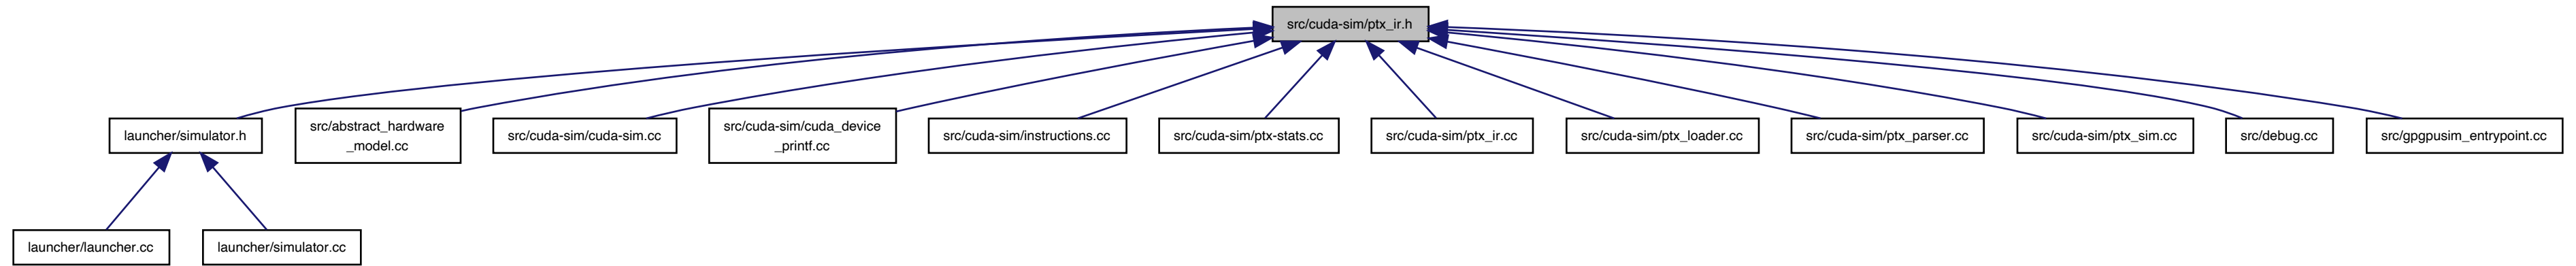 src/cuda-sim/ptx_ir.h
launcher/simulator.h
src/abstract_hardware
_model.cc
src/cuda-sim/cuda-sim.cc
src/cuda-sim/cuda_device
_printf.cc
src/cuda-sim/instructions.cc
src/cuda-sim/ptx-stats.cc
src/cuda-sim/ptx_ir.cc
src/cuda-sim/ptx_loader.cc
src/cuda-sim/ptx_parser.cc
src/cuda-sim/ptx_sim.cc
src/debug.cc
src/gpgpusim_entrypoint.cc
launcher/launcher.cc
launcher/simulator.cc